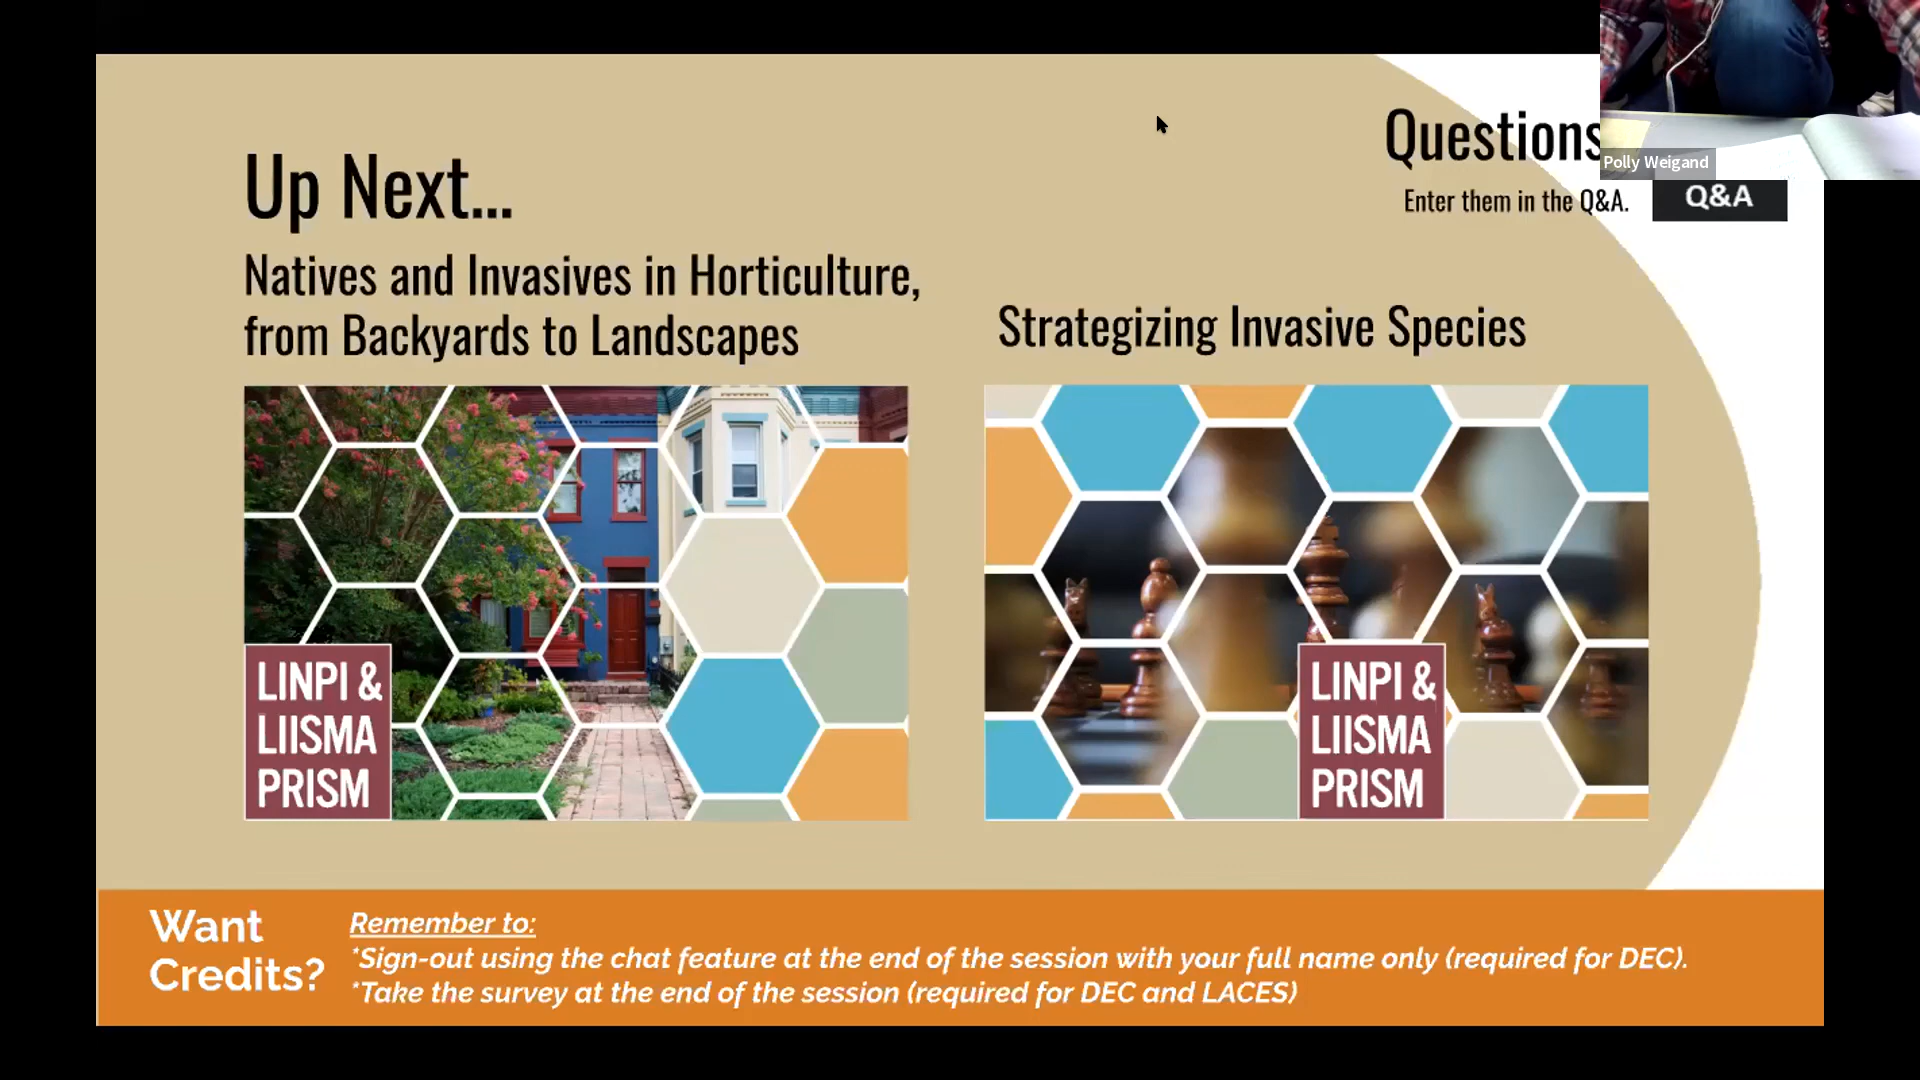 Up Next...
Natives and Invasives in Horticulture,
from Backyards to Landscapes
LINPI &
LIISMA
PRISM
Strategizing Invasive Species
LINPI &
LIISMA
PRISM
Questions
Enter them in the Q&A.
Q&A
Polly Weigand
Want
Credits?
Remember to:
*Sign-out using the chat feature at the end of the session with your full name only (required for DEC).
*Take the survey at the end of the session (required for DEC and LACES)